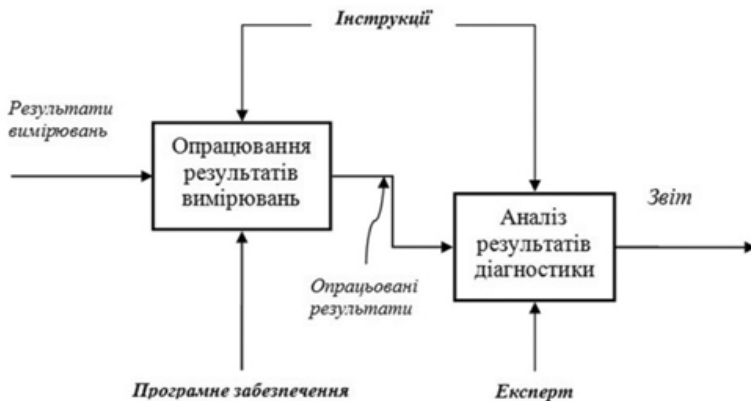 Інструкції
Результати
вимірювань
Опрацювання
результатів
вимірювань
Звіт
Аналіз
результатів
діагностики
Опрацьовані
результати
Програмне забезпечення
Експерт